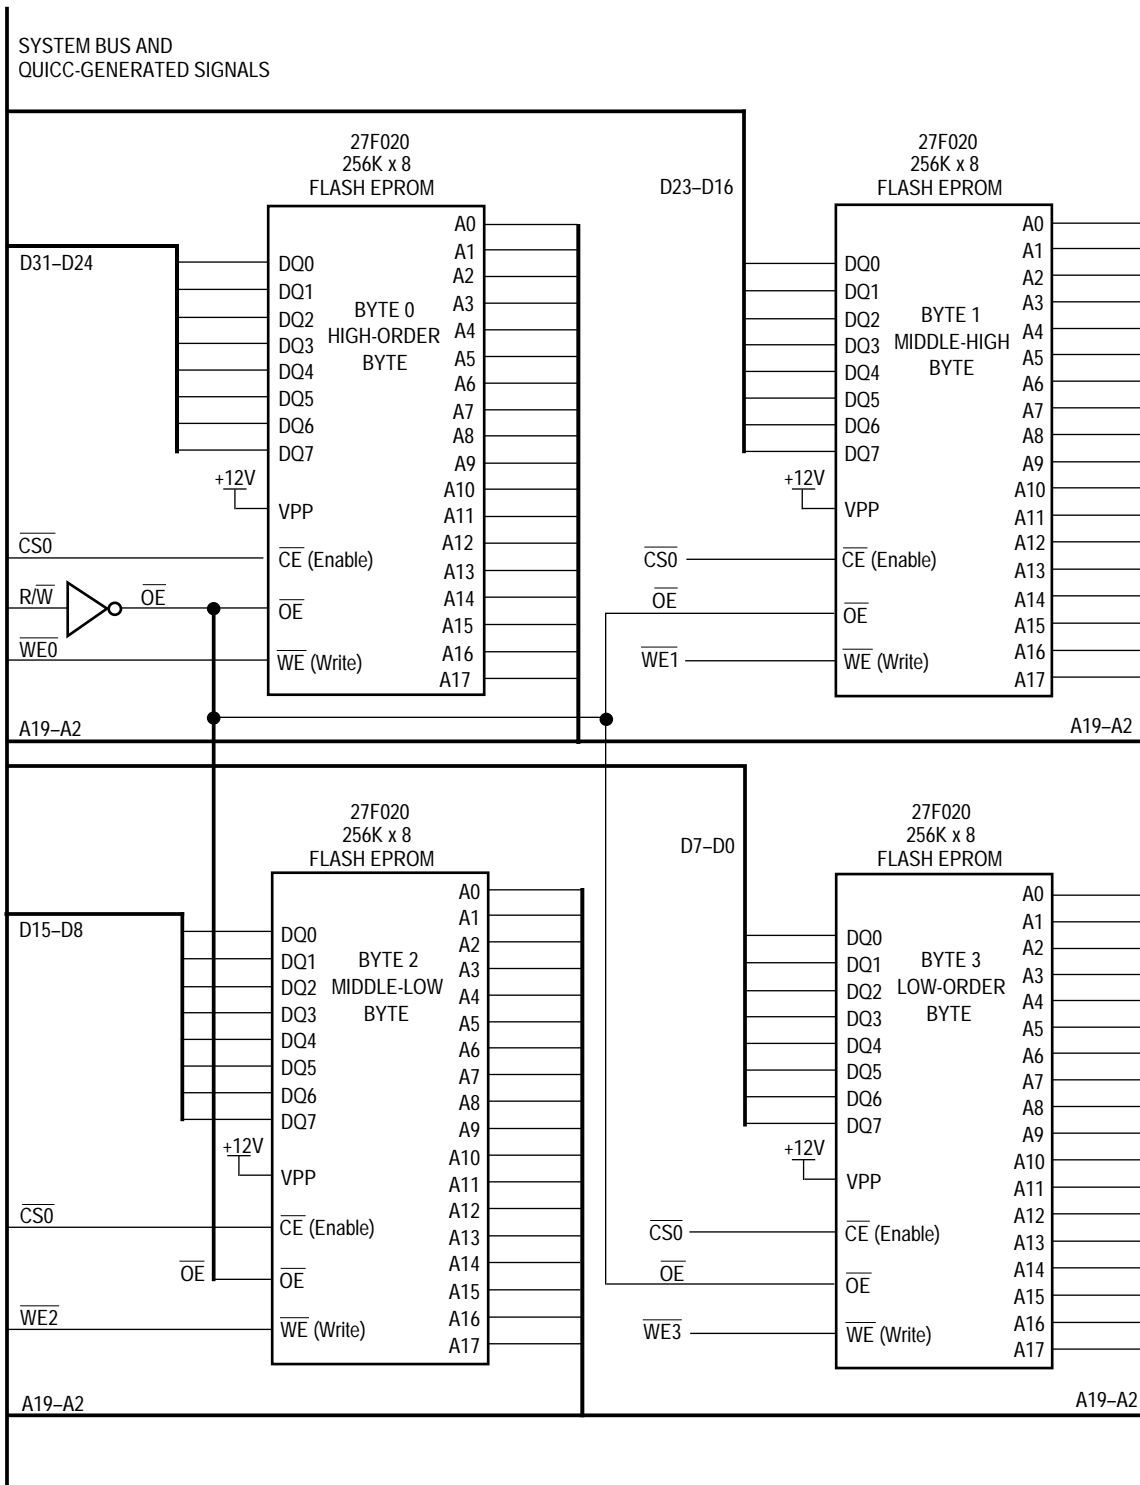 SYSTEM BUS AND
QUICC-GENERATED SIGNALS
27F020
256K x 8
FLASH EPROM
D31–D24
DQ0
DQ1
DQ2
DQ3
DQ4
DQ5
DQ6
DQ7
BYTE 0
HIGH-ORDER
BYTE
A0
A1
A2
A3
A4
A5
A6
A7
A8
A9
A10
A11
A12
A13
A14
A15
A16
A17
+12V
VPP
CS0
CE (Enable)
R/W
OE
OE
WE0
WE (Write)
A19–A2
27F020
256K x 8
FLASH EPROM
D23–D16
DQ0
DQ1
DQ2
DQ3
DQ4
DQ5
DQ6
DQ7
BYTE 1
MIDDLE-HIGH
BYTE
A0
A1
A2
A3
A4
A5
A6
A7
A8
A9
A10
A11
A12
A13
A14
A15
A16
A17
+12V
VPP
CS0
CE (Enable)
OE
OE
WE1
WE (Write)
A19–A2
27F020
256K x 8
FLASH EPROM
D15–D8
DQ0
DQ1
DQ2
DQ3
DQ4
DQ5
DQ6
DQ7
BYTE 2
MIDDLE-LOW
BYTE
A0
A1
A2
A3
A4
A5
A6
A7
A8
A9
A10
A11
A12
A13
A14
A15
A16
A17
+12V
VPP
CS0
CE (Enable)
OE
OE
WE2
WE (Write)
A19–A2
27F020
256K x 8
FLASH EPROM
D7–D0
DQ0
DQ1
DQ2
DQ3
DQ4
DQ5
DQ6
DQ7
BYTE 3
LOW-ORDER
BYTE
A0
A1
A2
A3
A4
A5
A6
A7
A8
A9
A10
A11
A12
A13
A14
A15
A16
A17
+12V
VPP
CS0
CE (Enable)
OE
OE
WE3
WE (Write)
A19–A2